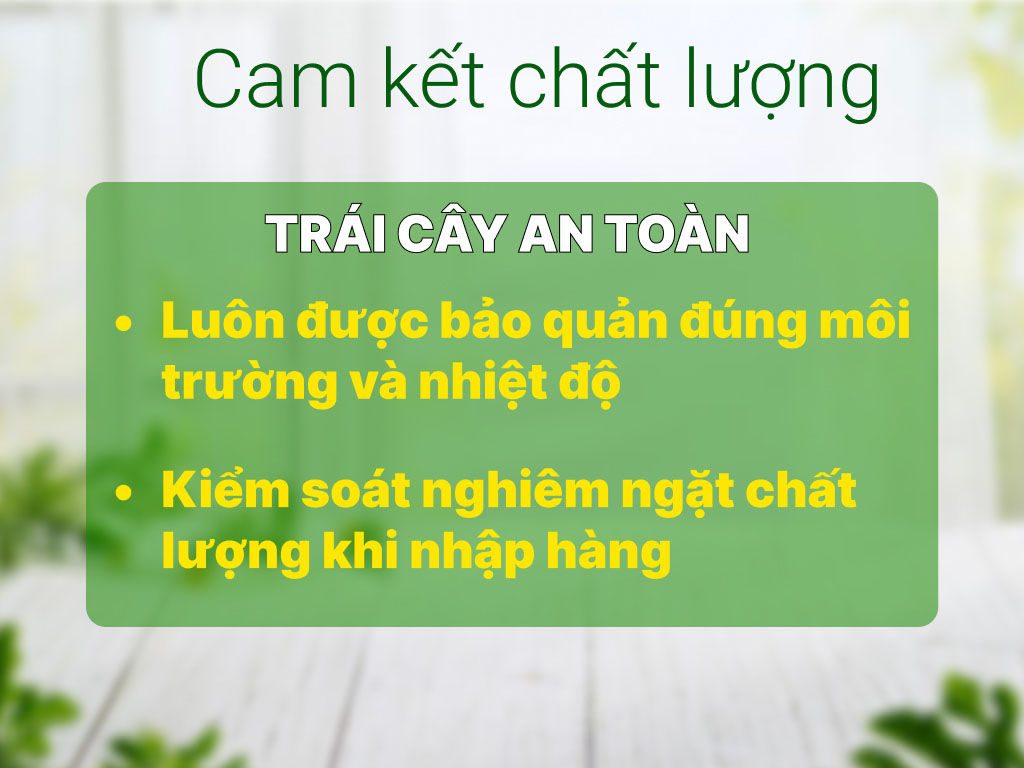 Cam kết chất lượng
TRÁI CÂY AN TOÀN
• Luôn được bảo quản đúng môi
trường và nhiệt độ
• Kiểm soát nghiêm ngặt chất
lượng khi nhập hàng